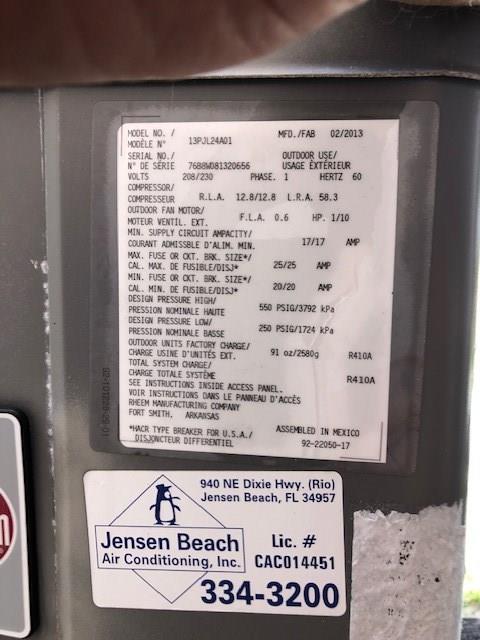 MODEL NO. / MFD./FAB 02/2013
MODÈLE N° 13PJL24A01
SERIAL NO./ OUTDOOR USE/
N° DE SÉRIE 7688W081320656 USAGE EXTÉRIEUR
VOLTS 208/230 PHASE. 1 HERTZ 60
COMPRESSOR/
COMPRESSEUR R.L.A. 12.8/12.8 L.R.A. 58.3
OUTDOOR FAN MOTOR/
MOTEUR VENTIL. EXT. F.L.A. 0.6 HP. 1/10
MIN. SUPPLY CIRCUIT AMPACITY/
COURANT ADMISSBLE D'ALIM. MIN. 17/17 AMP
MAX. FUSE OR CKT. BRK. SIZE*/
CAL. MAX. DE FUSIBLE/DISJ* 25/25 AMP
MIN. FUSE OR CKT. BRK. SIZE*/
CAL. MIN. DE FUSIBLE/DISJ* 20/20 AMP
DESIGN PRESSURE HIGH/
PRESSION NOMINALE HAUTE 550 PSIG/3792 kPa
DESIGN PRESSURE LOW/
PRESSION NOMINALE BASSE 250 PSIG/1724 kPa
OUTDOOR UNITS FACTORY CHARGE/
CHARGE USINE D'UNITÉS EXT. 91 oz/2580g R410A
TOTAL SYSTEM CHARGE/
CHARGE TOTALE SYSTÈME R410A
SEE INSTRUCTIONS INSIDE ACCESS PANEL.
VOIR INSTRUCTIONS DANS LE PANNEAU D'ACCÈS
RHEEM MANUFACTURING COMPANY
FORT SMITH, ARKANSAS
*HACR TYPE BREAKER FOR U.S.A./ ASSEMBLED IN MEXICO
DISJONCTEUR DIFFERENTIEL 92-22050-17
940 NE Dixie Hwy. (Rio)
Jensen Beach, FL 34957
Jensen Beach Lic. #
Air Conditioning, Inc. CAC014451
334-3200